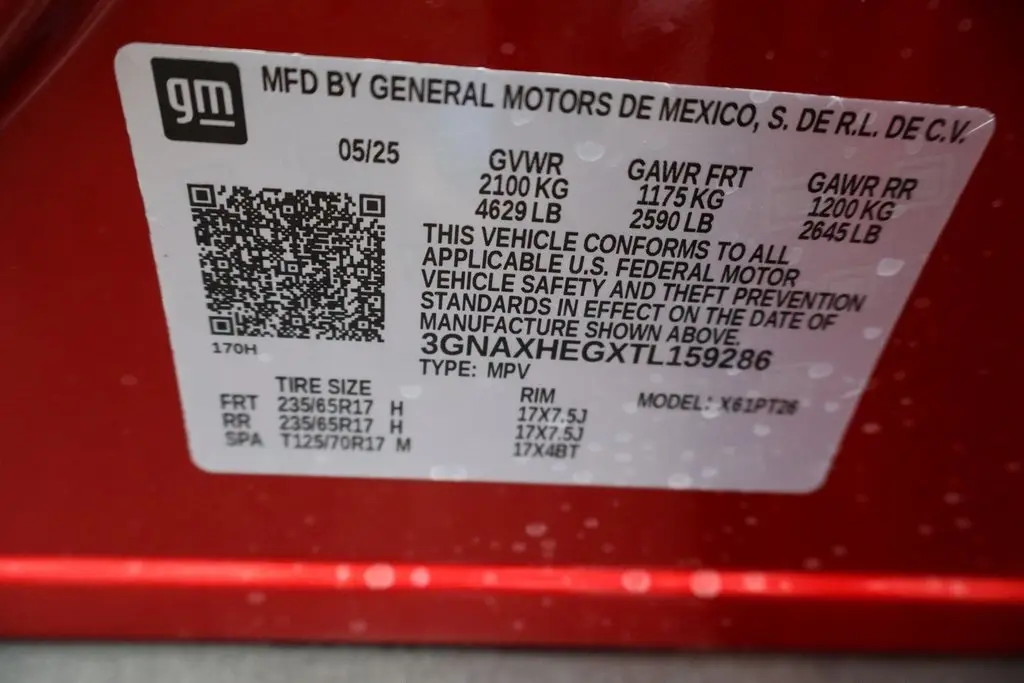 gm MFD BY GENERAL MOTORS DE MEXICO, S. DE R.L. DE C.V.
05/25 GVWR GAWR FRT GAWR RR
2100 KG 1175 KG 1200 KG
4629 LB 2590 LB 2645 LB
THIS VEHICLE CONFORMS TO ALL
APPLICABLE U.S. FEDERAL MOTOR
VEHICLE SAFETY AND THEFT PREVENTION
STANDARDS IN EFFECT ON THE DATE OF
MANUFACTURE SHOWN ABOVE.
3GNAXHEGXTL159286
170H TYPE: MPV
TIRE SIZE RIM MODEL: X61PT26
FRT 235/65R17 H 17X7.5J
RR 235/65R17 H 17X7.5J
SPA T125/70R17 M 17X4BT